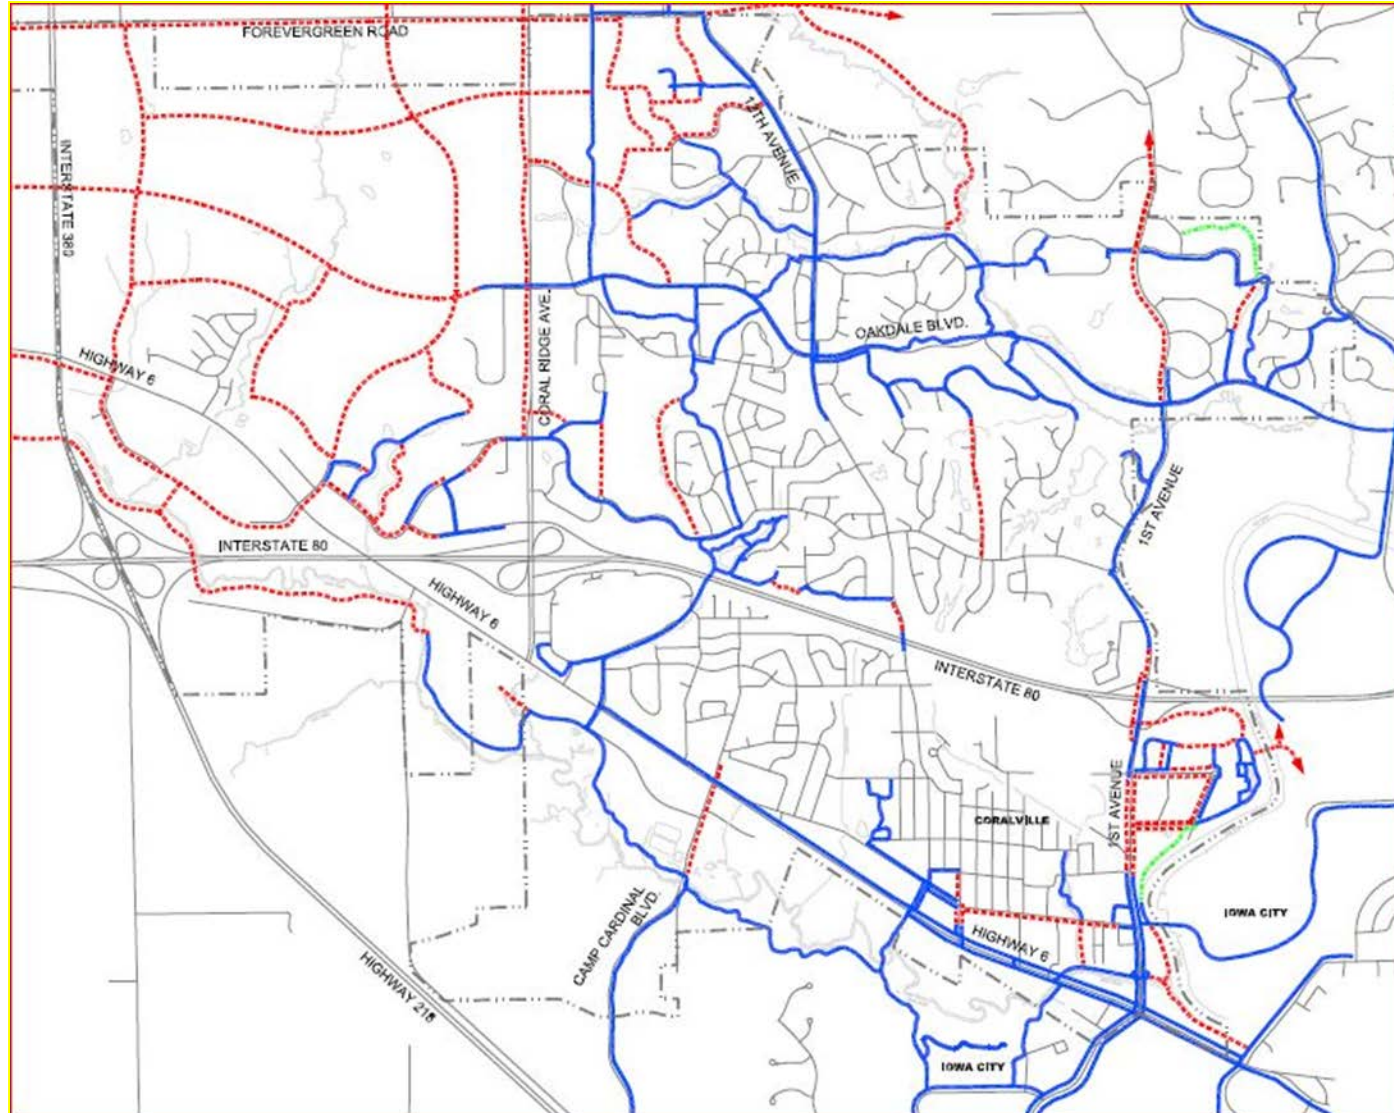 FOREVERGREEN ROAD
12TH AVENUE
INTERSTATE 380
OAKDALE BLVD.
CORAL RIDGE AVE.
HIGHWAY 6
1ST AVENUE
INTERSTATE 80
HIGHWAY 6
INTERSTATE 80
1ST AVENUE
CORALVILLE
CAMP CARDINAL
BLVD.
IOWA CITY
HIGHWAY 6
HIGHWAY 218
IOWA CITY